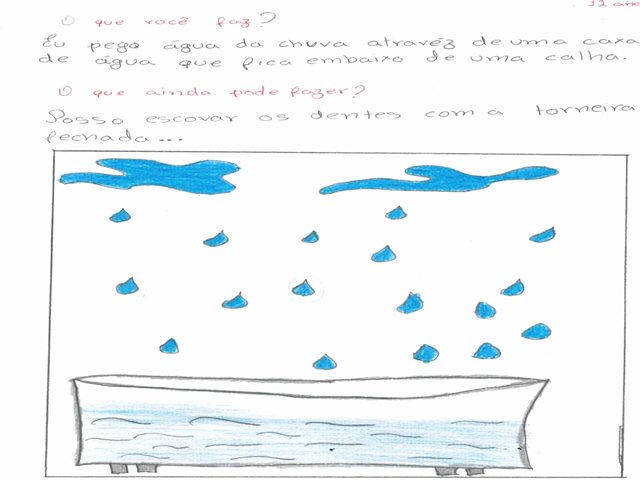 12 ano
O que você faz?
Eu pego água da chuva atravéz de uma caxa
de água que fica embaixo de uma calha.
O que ainda pode fazer?
Posso escovar os dentes com a torneira
fechada...